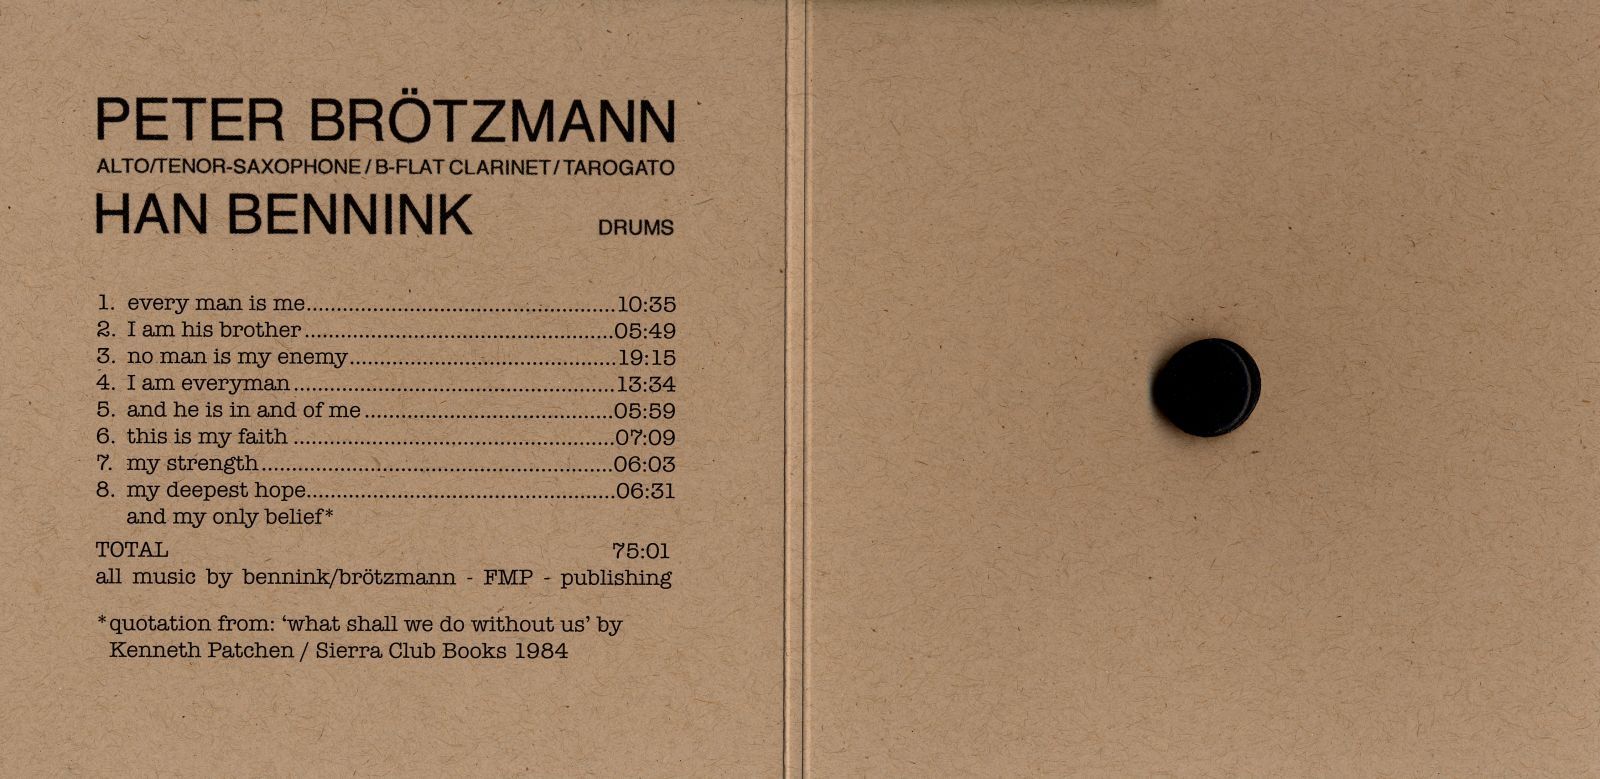 PETER BRÖTZMANN
ALTO/TENOR-SAXOPHONE / B-FLAT CLARINET / TAROGATO
HAN BENNINK DRUMS
1. every man is me..................................................10:35
2. I am his brother..................................................05:49
3. no man is my enemy...........................................19:15
4. I am everyman....................................................13:34
5. and he is in and of me........................................05:59
6. this is my faith ....................................................07:09
7. my strength.........................................................06:03
8. my deepest hope..................................................06:31
and my only belief*
TOTAL 75:01
all music by bennink/brötzmann - FMP - publishing
*quotation from: ‘what shall we do without us’ by
Kenneth Patchen / Sierra Club Books 1984